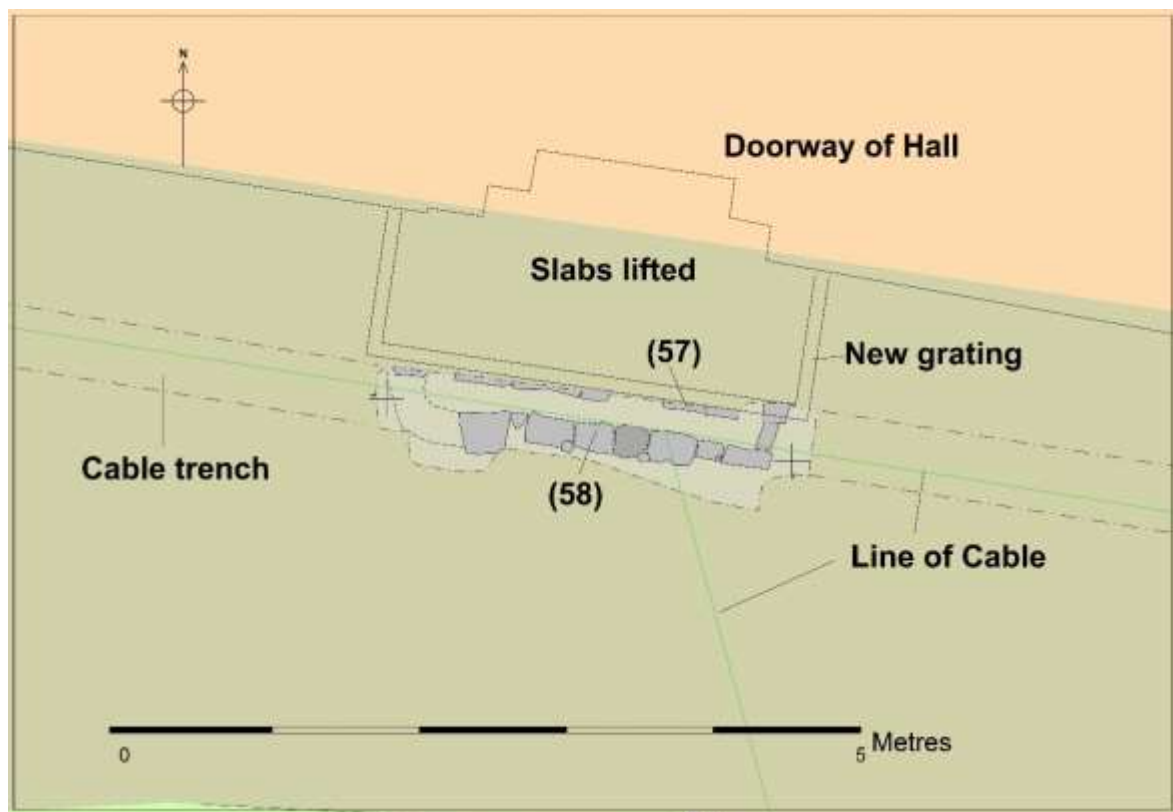 N
Doorway of Hall
Slabs lifted
(57)
New grating
Cable trench
(58)
Line of Cable
0
5
Metres